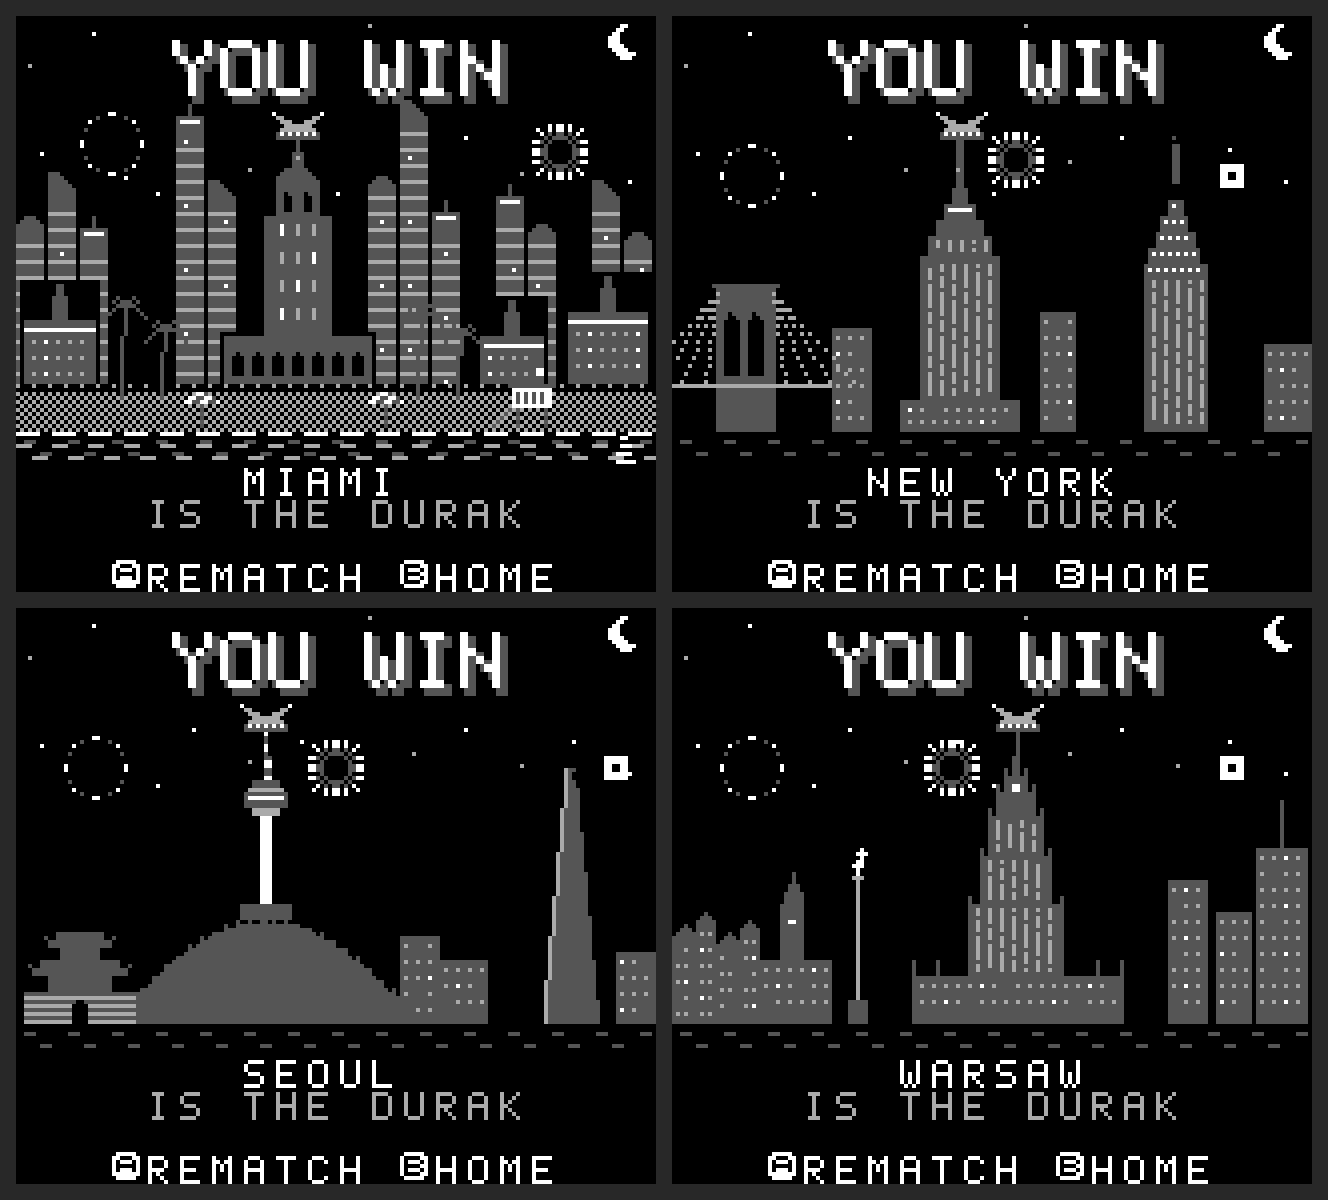 YOU WIN
MIAMI
IS THE DURAK
ⒶREMATCH ⒷHOME
YOU WIN
NEW YORK
IS THE DURAK
ⒶREMATCH ⒷHOME
YOU WIN
SEOUL
IS THE DURAK
ⒶREMATCH ⒷHOME
YOU WIN
WARSAW
IS THE DURAK
ⒶREMATCH ⒷHOME